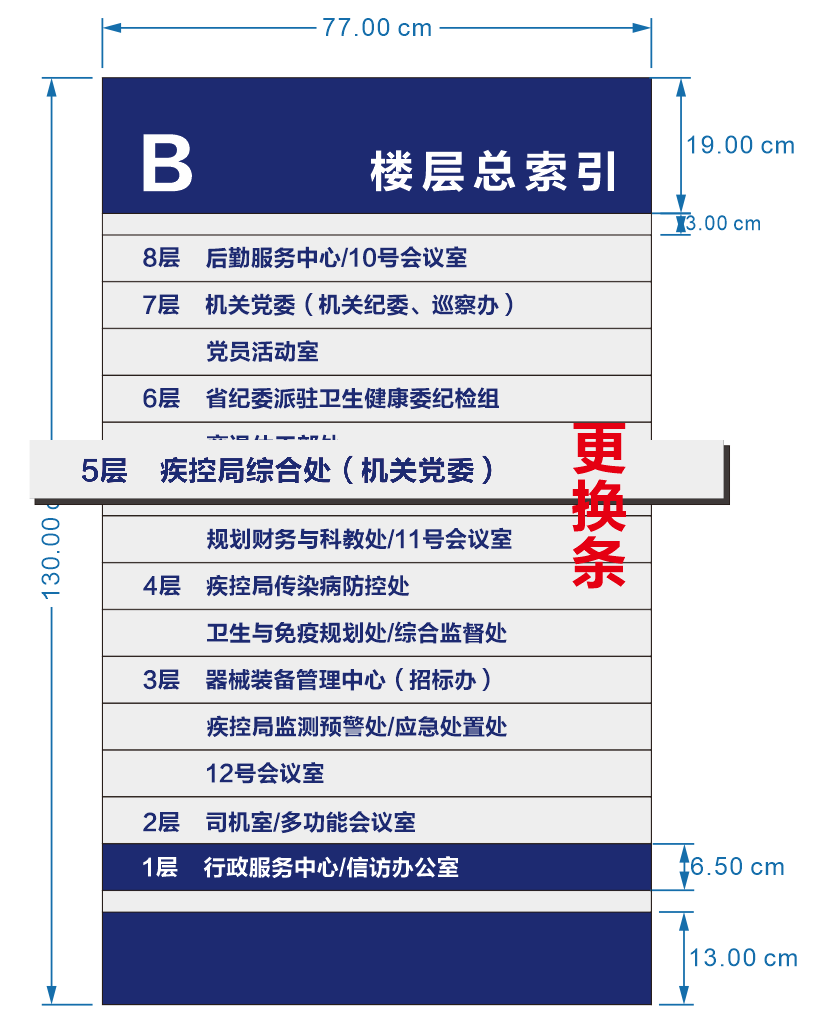 77.00 cm
19.00 cm
B 楼层总索引
3.00 cm
8层 后勤服务中心/10号会议室
7层 机关党委（机关纪委、巡察办）
党员活动室
6层 省纪委派驻卫生健康委纪检组
5层 疾控局综合处（机关党委）
更换条
130.00
规划财务与科教处/11号会议室
4层 疾控局传染病防控处
卫生与免疫规划处/综合监督处
3层 器械装备管理中心（招标办）
疾控局监测预警处/应急处置处
12号会议室
2层 司机室/多功能会议室
1层 行政服务中心/信访办公室
6.50 cm
13.00 cm